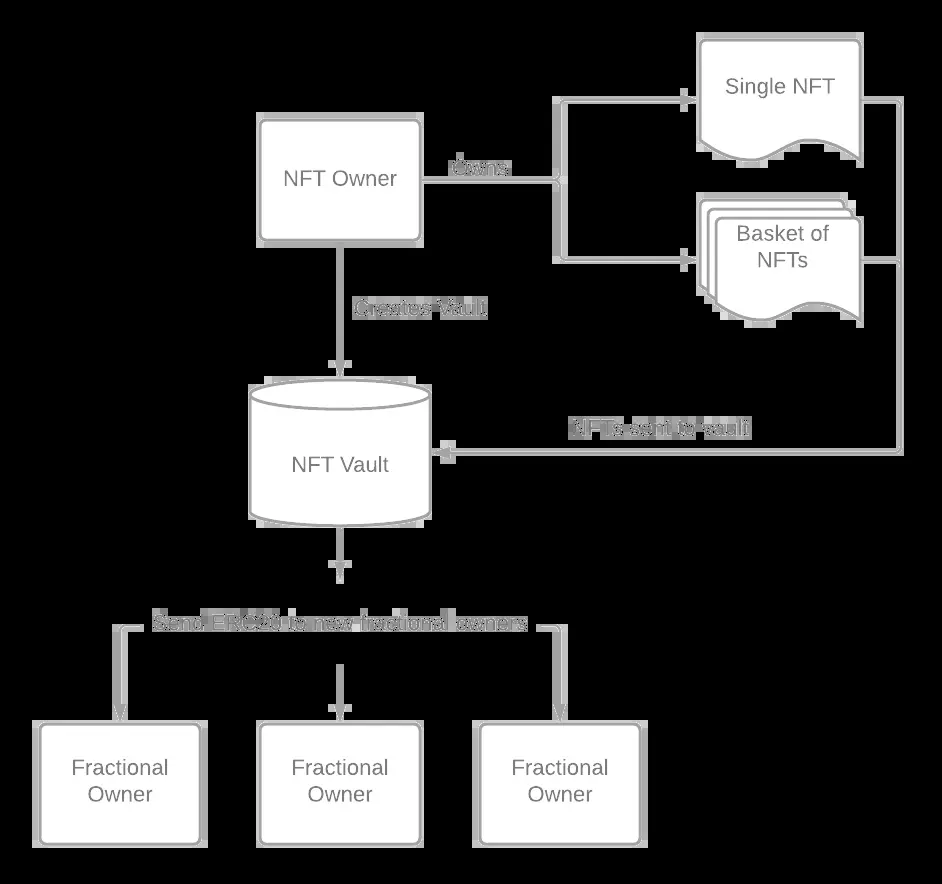 Single NFT
NFT Owner
Owns
Basket of
NFTs
Creates Vault
NFTs sent to vault
NFT Vault
Send ERC20 to new fractional owners
Fractional
Owner
Fractional
Owner
Fractional
Owner